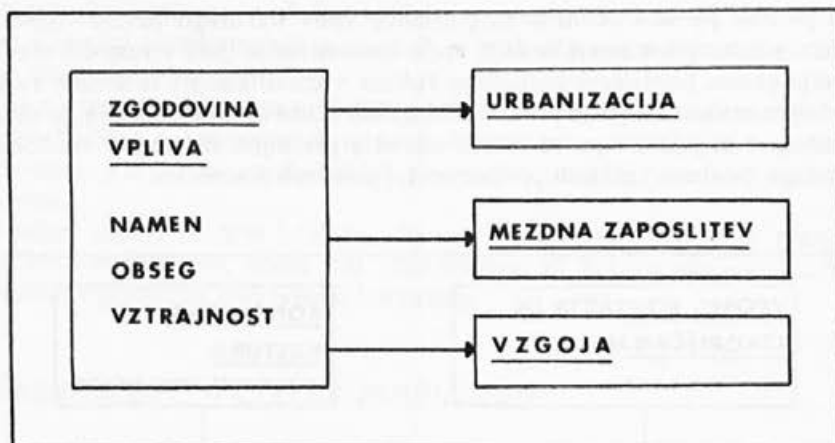 ZGODOVINA
VPLIVA
NAMEN
OBSEG
VZTRAJNOST
URBANIZACIJA
MEZDNA ZAPOSLITEV
VZGOJA